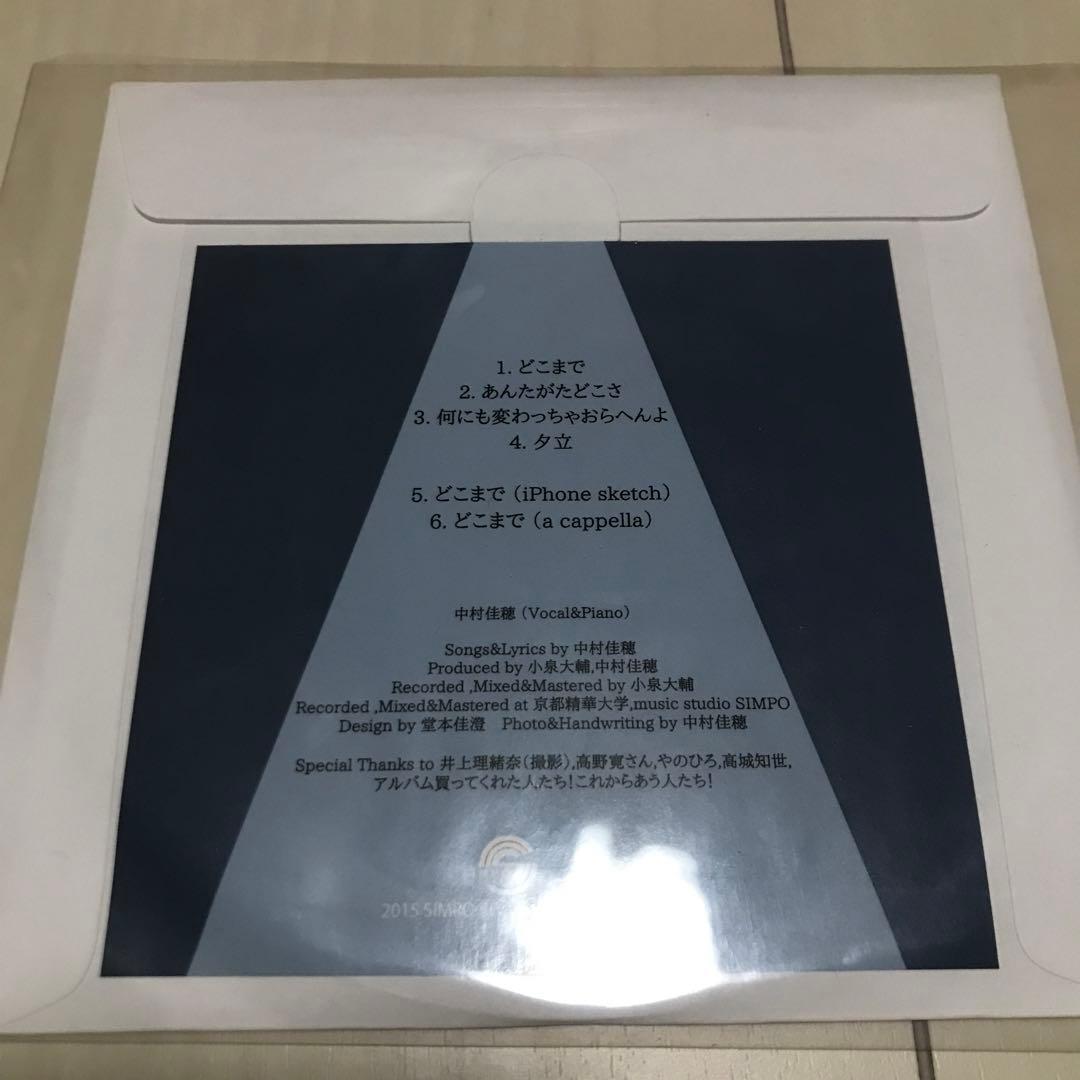 1. どこまで
2. あんたがたどこさ
3. 何にも変わっちゃおらへんよ
4. 夕立
5. どこまで（iPhone sketch）
6. どこまで（a cappella）
中村佳穂（Vocal&Piano）
Songs&Lyrics by 中村佳穂
Produced by 小泉大輔,中村佳穂
Recorded ,Mixed&Mastered by 小泉大輔
Recorded ,Mixed&Mastered at 京都精華大学,music studio SIMPO
Design by 堂本佳澄　Photo&Handwriting by 中村佳穂
Special Thanks to 井上理緒奈（撮影）,高野寛さん,やのひろ,高城知世,
アルバム買ってくれた人たち！これからあう人たち！
2015 SIMPO